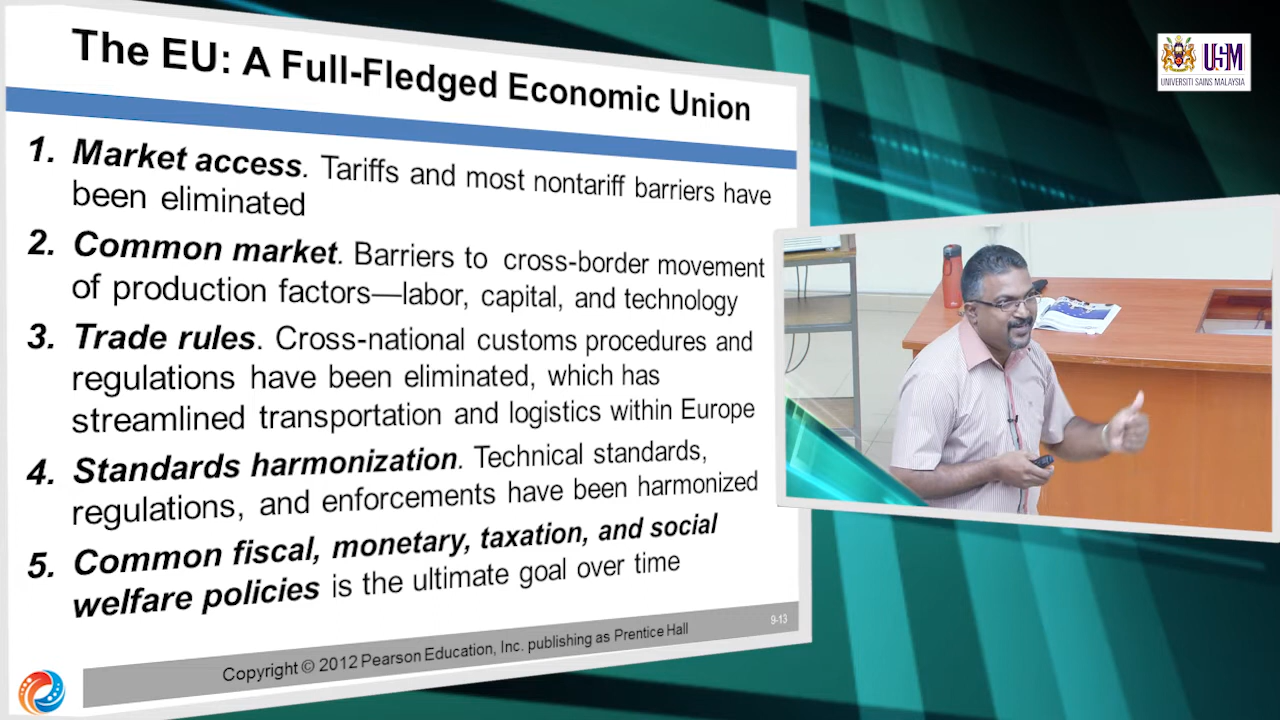 The EU: A Full-Fledged Economic Union
1. Market access. Tariffs and most nontariff barriers have
been eliminated
2. Common market. Barriers to cross-border movement
of production factors—labor, capital, and technology
3. Trade rules. Cross-national customs procedures and
regulations have been eliminated, which has
streamlined transportation and logistics within Europe
4. Standards harmonization. Technical standards,
regulations, and enforcements have been harmonized
5. Common fiscal, monetary, taxation, and social
welfare policies is the ultimate goal over time
Copyright © 2012 Pearson Education, Inc. publishing as Prentice Hall
9-13
USM
UNIVERSITI SAINS MALAYSIA